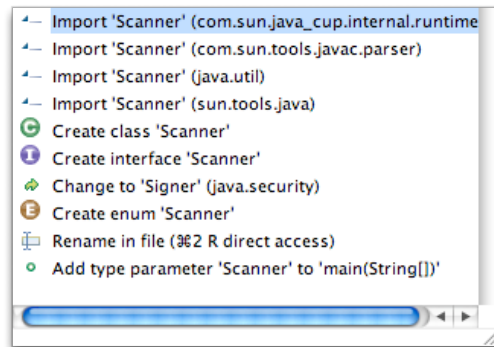 Import 'Scanner' (com.sun.java_cup.internal.runtime
Import 'Scanner' (com.sun.tools.javac.parser)
Import 'Scanner' (java.util)
Import 'Scanner' (sun.tools.java)
C Create class 'Scanner'
I Create interface 'Scanner'
Change to 'Signer' (java.security)
E Create enum 'Scanner'
Rename in file (⌘2 R direct access)
Add type parameter 'Scanner' to 'main(String[])'